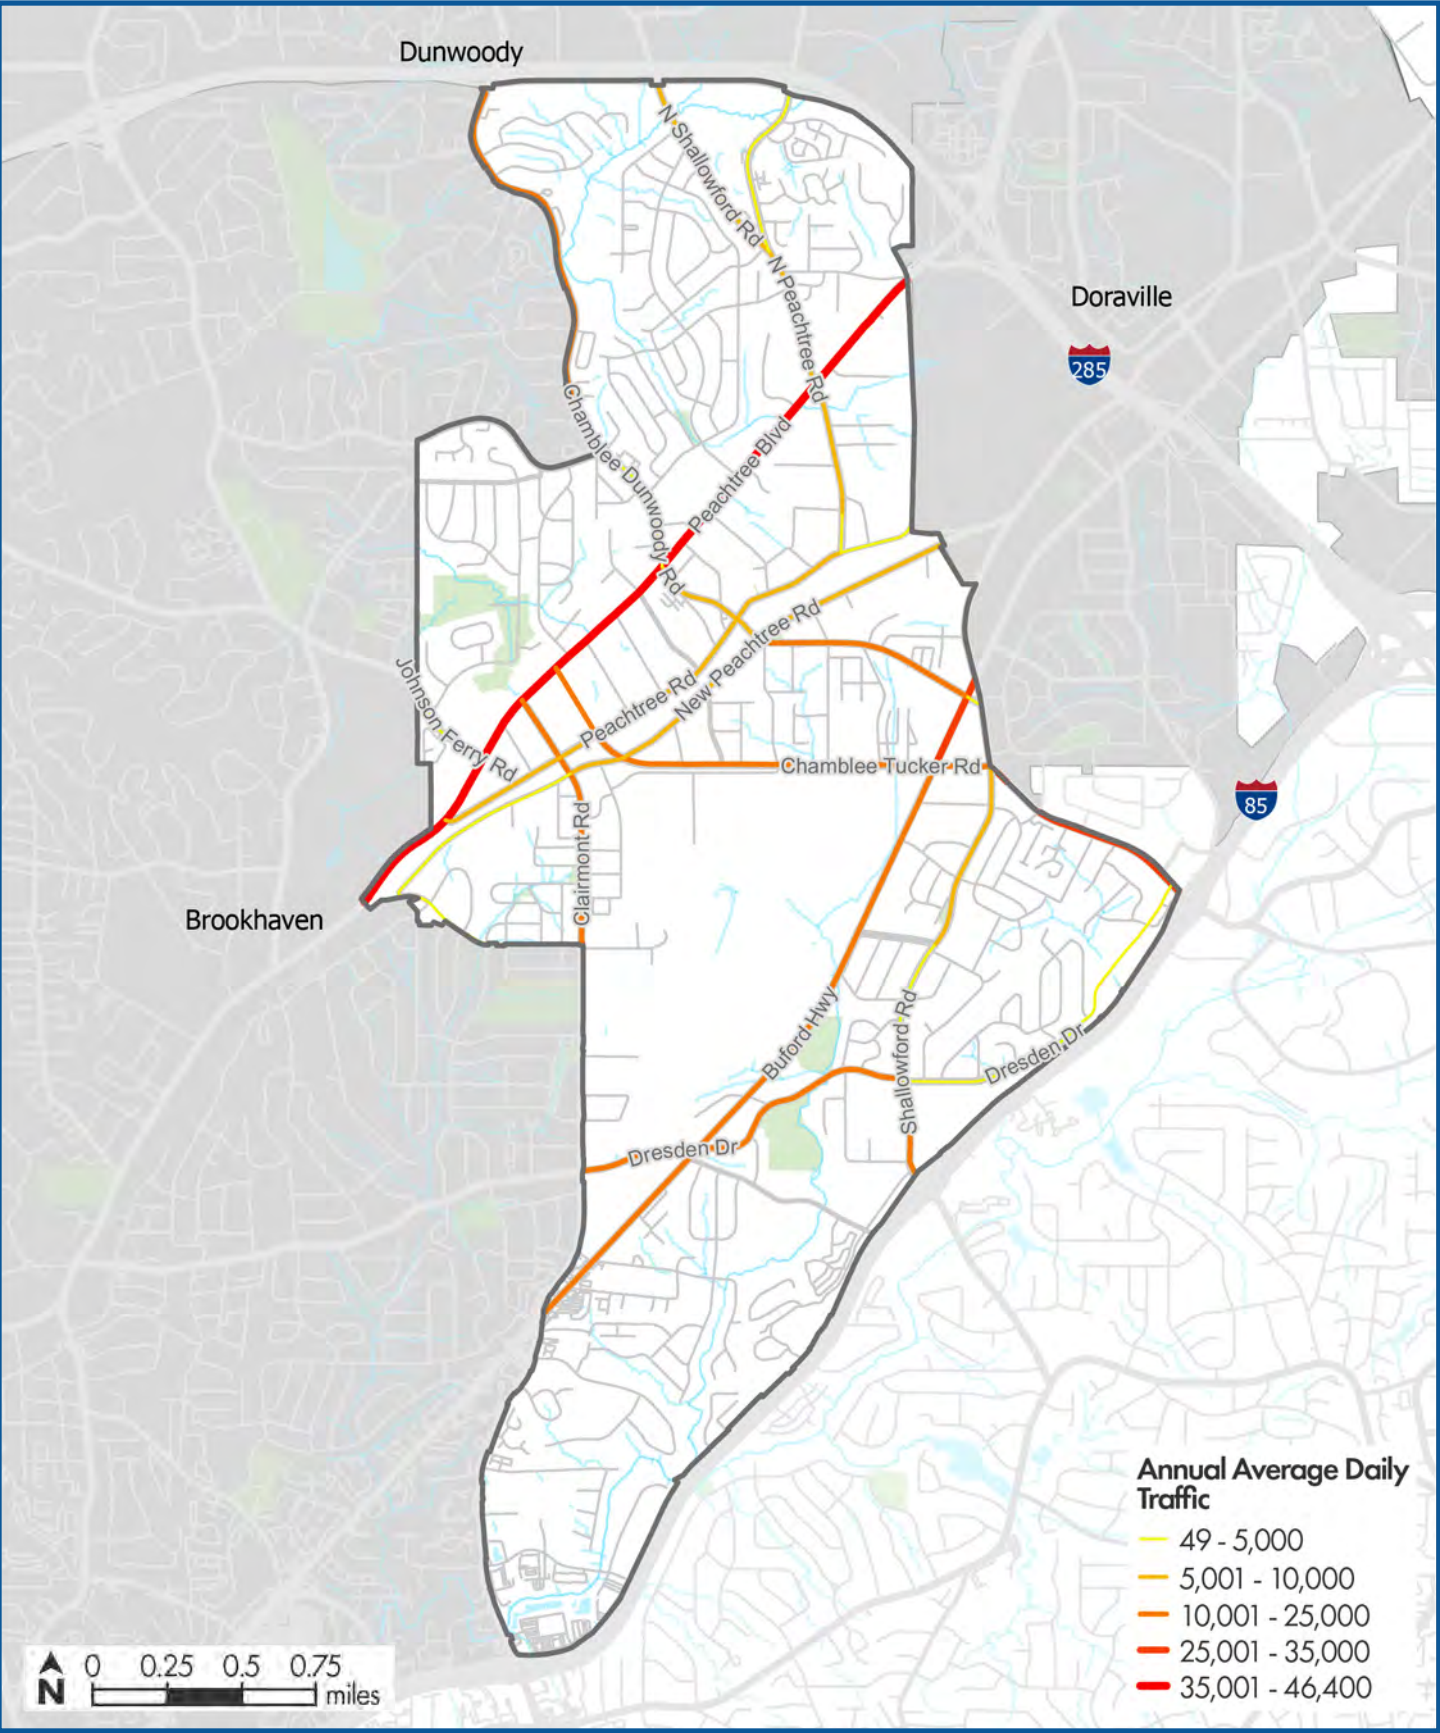 Dunwoody
N Shallowford Rd
N Peachtree Rd
Doraville
285
Chamblee Dunwoody Rd
Peachtree Blvd
New Peachtree Rd
Peachtree Rd
Johnson Ferry Rd
Chamblee Tucker Rd
85
Clairmont Rd
Brookhaven
Buford Hwy
Shallowford Rd
Dresden Dr
Dresden Dr
Annual Average Daily
Traffic
49 - 5,000
5,001 - 10,000
10,001 - 25,000
25,001 - 35,000
35,001 - 46,400
N
0 0.25 0.5 0.75
miles